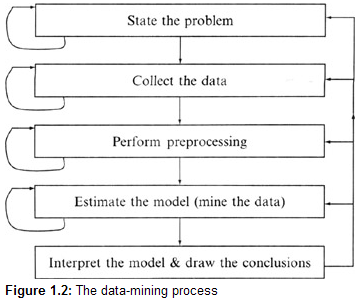 State the problem
Collect the data
Perform preprocessing
Estimate the model (mine the data)
Interpret the model & draw the conclusions
Figure 1.2: The data-mining process